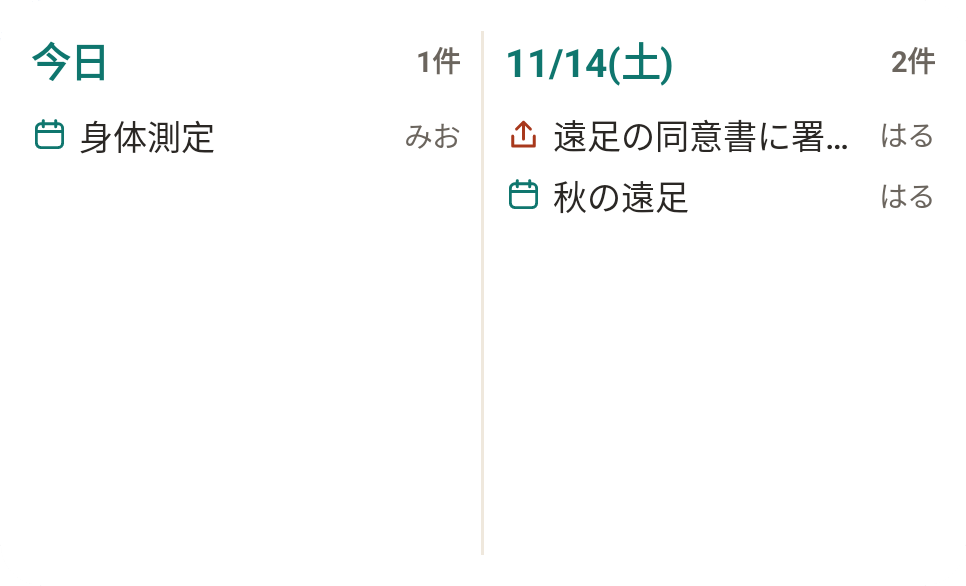 今日 1件
身体測定 みお
11/14(土) 2件
遠足の同意書に署... はる
秋の遠足 はる